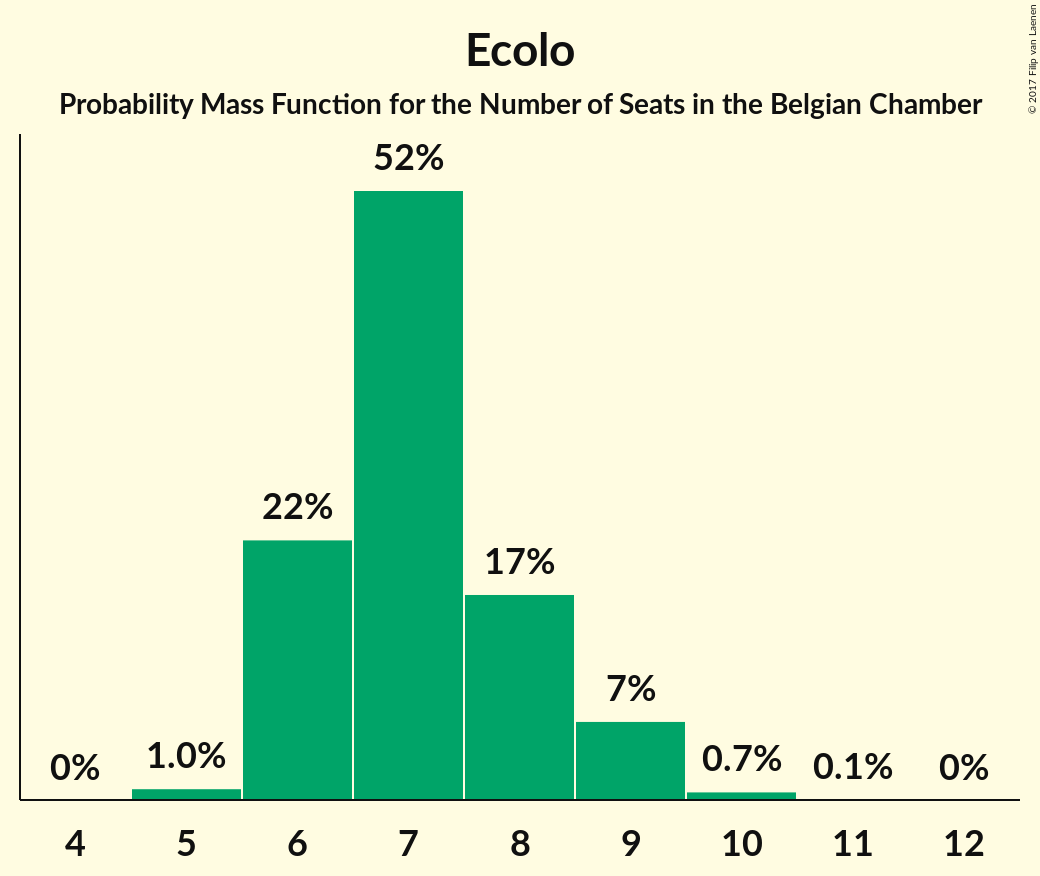 Ecolo
Probability Mass Function for the Number of Seats in the Belgian Chamber
© 2017 Filip van Laenen
52%
22%
17%
7%
0%
1.0%
0.7%
0.1%
0%
4 5 6 7 8 9 10 11 12